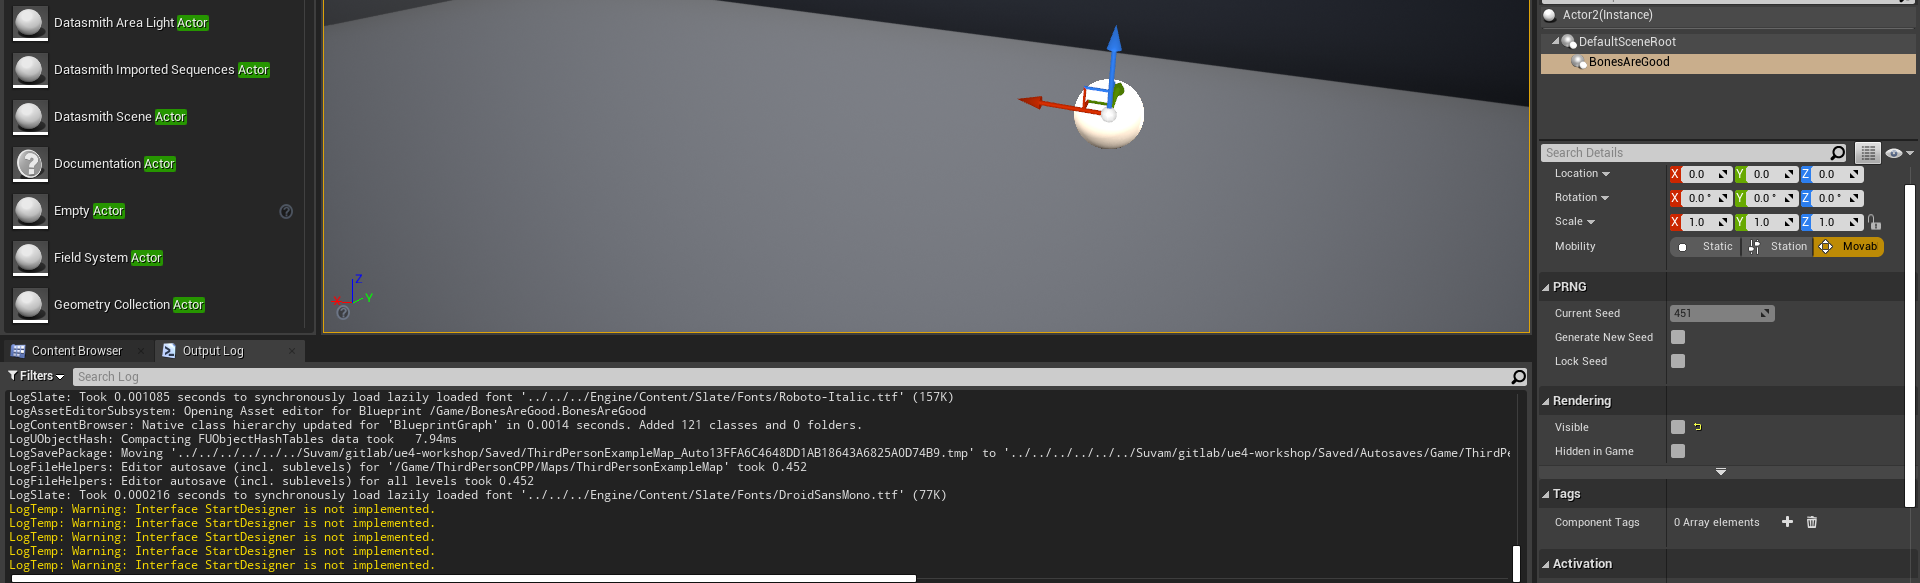 Datasmith Area Light Actor
Datasmith Imported Sequences Actor
Datasmith Scene Actor
Documentation Actor
Empty Actor
Field System Actor
Geometry Collection Actor
Z
X
Y
Actor2(Instance)
DefaultSceneRoot
BonesAreGood
Search Details
Location X 0.0 Y 0.0 Z 0.0
Rotation X 0.0 ° Y 0.0 ° Z 0.0 °
Scale X 1.0 Y 1.0 Z 1.0
Mobility Static Station Movab
PRNG
Current Seed 451
Generate New Seed
Lock Seed
Rendering
Visible
Hidden in Game
Tags
Component Tags 0 Array elements
Activation
Content Browser Output Log
Filters Search Log
LogSlate: Took 0.001085 seconds to synchronously load lazily loaded font '../../../Engine/Content/Slate/Fonts/Roboto-Italic.ttf' (157K)
LogAssetEditorSubsystem: Opening Asset editor for Blueprint /Game/BonesAreGood.BonesAreGood
LogContentBrowser: Native class hierarchy updated for 'BlueprintGraph' in 0.0014 seconds. Added 121 classes and 0 folders.
LogUObjectHash: Compacting FUObjectHashTables data took   7.94ms
LogSavePackage: Moving '../../../../../../Suvam/gitlab/ue4-workshop/Saved/ThirdPersonExampleMap_Auto13FFA6C4648DD1AB18643A6825A0D74B9.tmp' to '../../../../../../Suvam/gitlab/ue4-workshop/Saved/Autosaves/Game/ThirdPe
LogFileHelpers: Editor autosave (incl. sublevels) for '/Game/ThirdPersonCPP/Maps/ThirdPersonExampleMap' took 0.452
LogFileHelpers: Editor autosave (incl. sublevels) for all levels took 0.452
LogSlate: Took 0.000216 seconds to synchronously load lazily loaded font '../../../Engine/Content/Slate/Fonts/DroidSansMono.ttf' (77K)
LogTemp: Warning: Interface StartDesigner is not implemented.
LogTemp: Warning: Interface StartDesigner is not implemented.
LogTemp: Warning: Interface StartDesigner is not implemented.
LogTemp: Warning: Interface StartDesigner is not implemented.
LogTemp: Warning: Interface StartDesigner is not implemented.